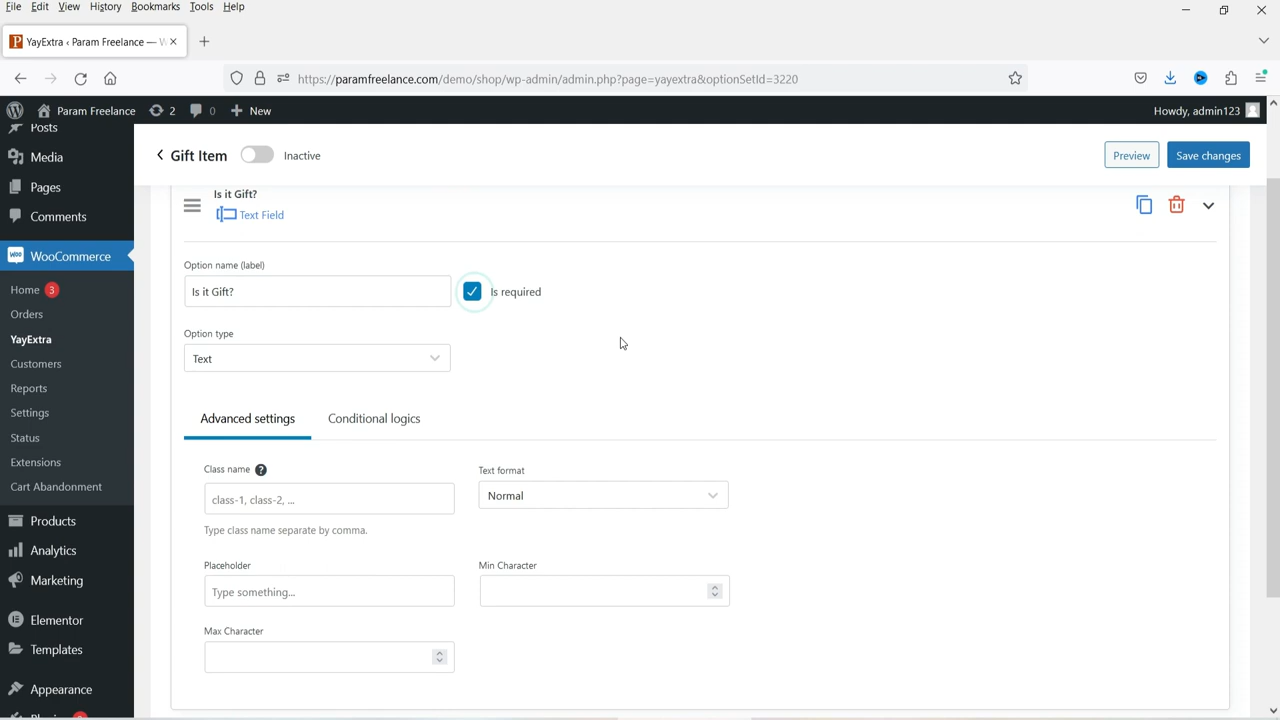 File Edit View History Bookmarks Tools Help
YayExtra ‹ Param Freelance — W
https://paramfreelance.com/demo/shop/wp-admin/admin.php?page=yayextra&optionSetId=3220
Param Freelance 2 0 New Howdy, admin123
Posts
Media
Pages
Comments
WooCommerce
Home 3
Orders
YayExtra
Customers
Reports
Settings
Status
Extensions
Cart Abandonment
Products
Analytics
Marketing
Elementor
Templates
Appearance
Gift Item Inactive Preview Save changes
Is it Gift?
Text Field
Option name (label)
Is it Gift? Is required
Option type
Text
Advanced settings Conditional logics
Class name ? Text format
class-1, class-2, ... Normal
Type class name separate by comma.
Placeholder Min Character
Type something...
Max Character